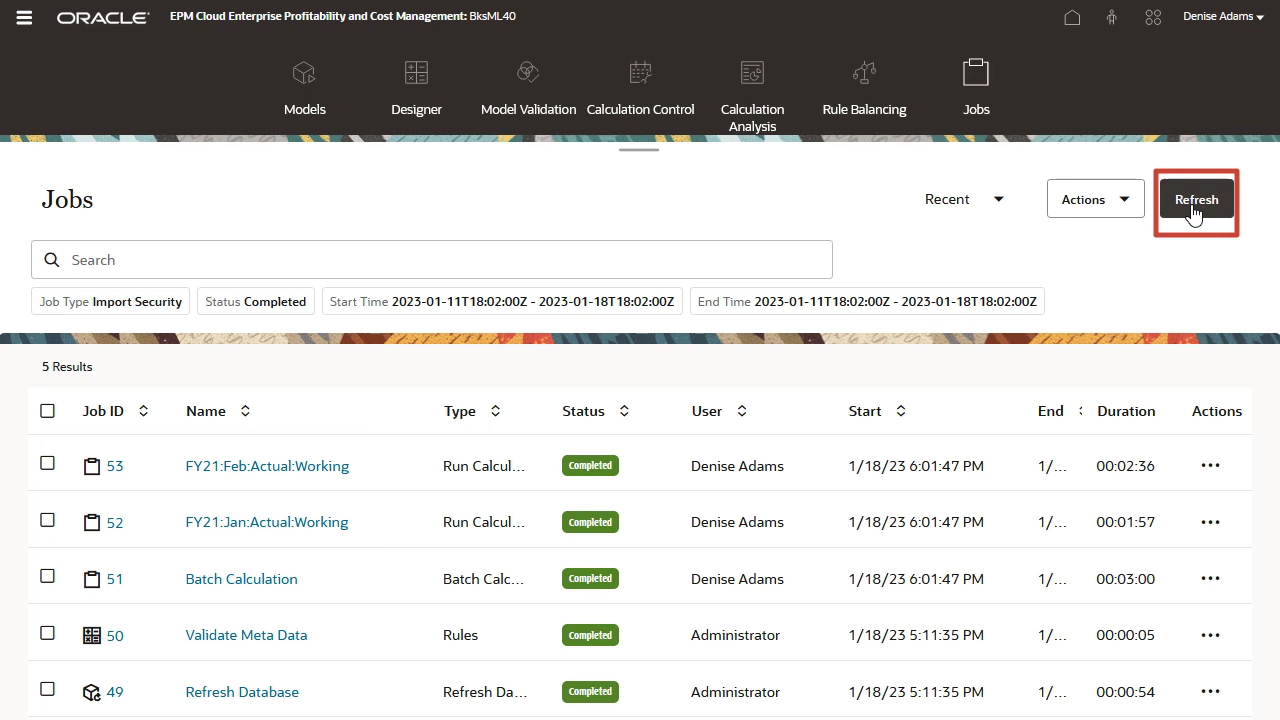 ORACLE EPM Cloud Enterprise Profitability and Cost Management: BksML40 Denise Adams
Models Designer Model Validation Calculation Control Calculation Analysis Rule Balancing Jobs
Jobs Recent Actions Refresh
Search
Job Type Import Security Status Completed Start Time 2023-01-11T18:02:00Z - 2023-01-18T18:02:00Z End Time 2023-01-11T18:02:00Z - 2023-01-18T18:02:00Z
5 Results
Job ID Name Type Status User Start End Duration Actions
53 FY21:Feb:Actual:Working Run Calcul... Completed Denise Adams 1/18/23 6:01:47 PM 1/... 00:02:36 ...
52 FY21:Jan:Actual:Working Run Calcul... Completed Denise Adams 1/18/23 6:01:47 PM 1/... 00:01:57 ...
51 Batch Calculation Batch Calc... Completed Denise Adams 1/18/23 6:01:47 PM 1/... 00:03:00 ...
50 Validate Meta Data Rules Completed Administrator 1/18/23 5:11:35 PM 1/... 00:00:05 ...
49 Refresh Database Refresh Da... Completed Administrator 1/18/23 5:11:35 PM 1/... 00:00:54 ...